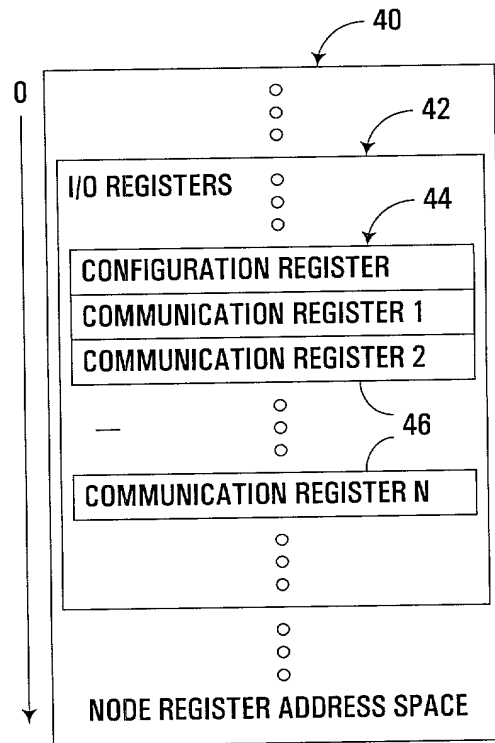 40
0
42
I/O REGISTERS
44
CONFIGURATION REGISTER
COMMUNICATION REGISTER 1
COMMUNICATION REGISTER 2
46
COMMUNICATION REGISTER N
NODE REGISTER ADDRESS SPACE